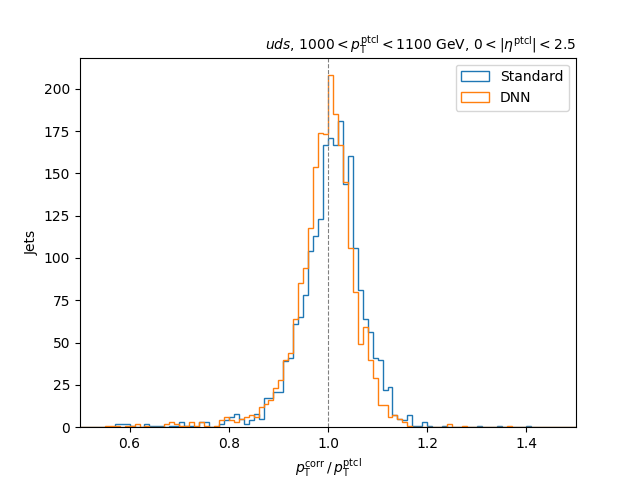 uds, 1000 < p_T^ptcl < 1100 GeV, 0 < |η^ptcl| < 2.5
Standard
DNN
200
175
150
125
100
75
50
25
0
Jets
0.6 0.8 1.0 1.2 1.4
p_T^corr / p_T^ptcl